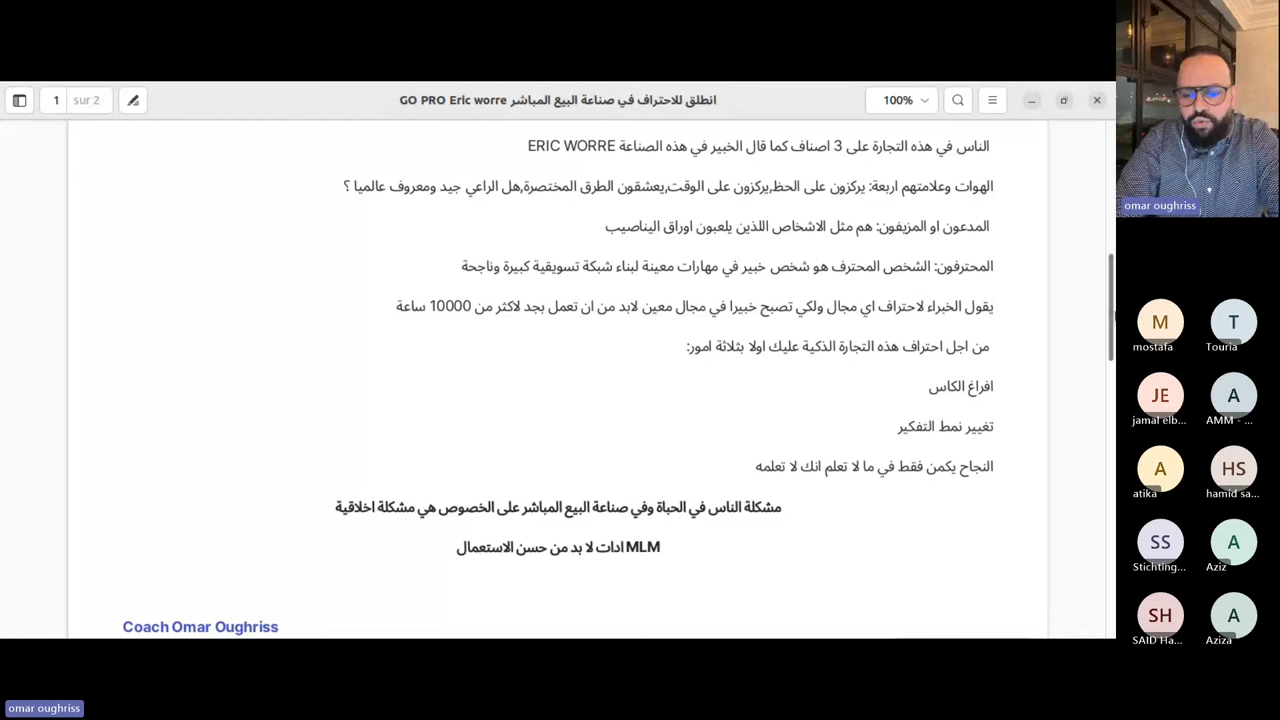 1 sur 2
انطلق للاحتراف في صناعة البيع المباشر GO PRO Eric worre
100%
الناس في هذه التجارة على 3 اصناف كما قال الخبير في هذه الصناعة ERIC WORRE
الهوات وعلامتهم اربعة: يركزون على الحظ,يركزون على الوقت,يعشقون الطرق المختصرة,هل الراعي جيد ومعروف عالميا ؟
المدعون او المزيفون: هم مثل الاشخاص اللذين يلعبون اوراق اليناصيب
المحترفون: الشخص المحترف هو شخص خبير في مهارات معينة لبناء شبكة تسويقية كبيرة وناجحة
يقول الخبراء لاحتراف اي مجال ولكي تصبح خبيرا في مجال معين لابد من ان تعمل بجد لاكثر من 10000 ساعة
من اجل احتراف هذه التجارة الذكية عليك اولا بثلاثة امور:
افراغ الكاس
تغيير نمط التفكير
النجاح يكمن فقط في ما لا تعلم انك لا تعلمه
مشكلة الناس في الحياة وفي صناعة البيع المباشر على الخصوص هي مشكلة اخلاقية
MLM ادات لا بد من حسن الاستعمال
Coach Omar Oughriss
omar oughriss
M
T
mostafa
Touria
JE
A
jamal elb...
AMM - ...
A
HS
atika
hamid sa...
SS
A
Stichting...
Aziz
SH
A
SAID Ha...
Aziza
omar oughriss